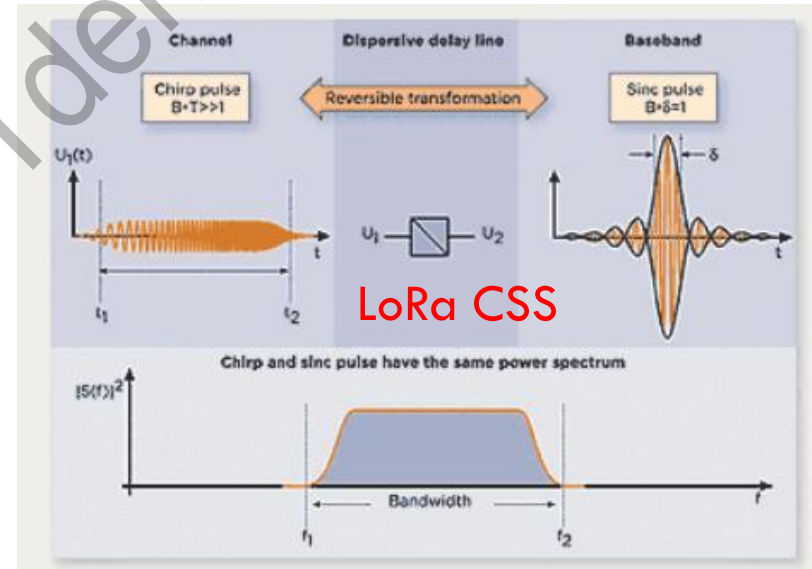 Channel
Dispersive delay line
Baseband
Chirp pulse
B•T>>1
Reversible transformation
Sinc pulse
B•δ=1
U₁(t)
δ
t
t₁
t₂
U₁
U₂
t
LoRa CSS
Chirp and sinc pulse have the same power spectrum
|S(f)|²
Bandwidth
f
f₁
f₂